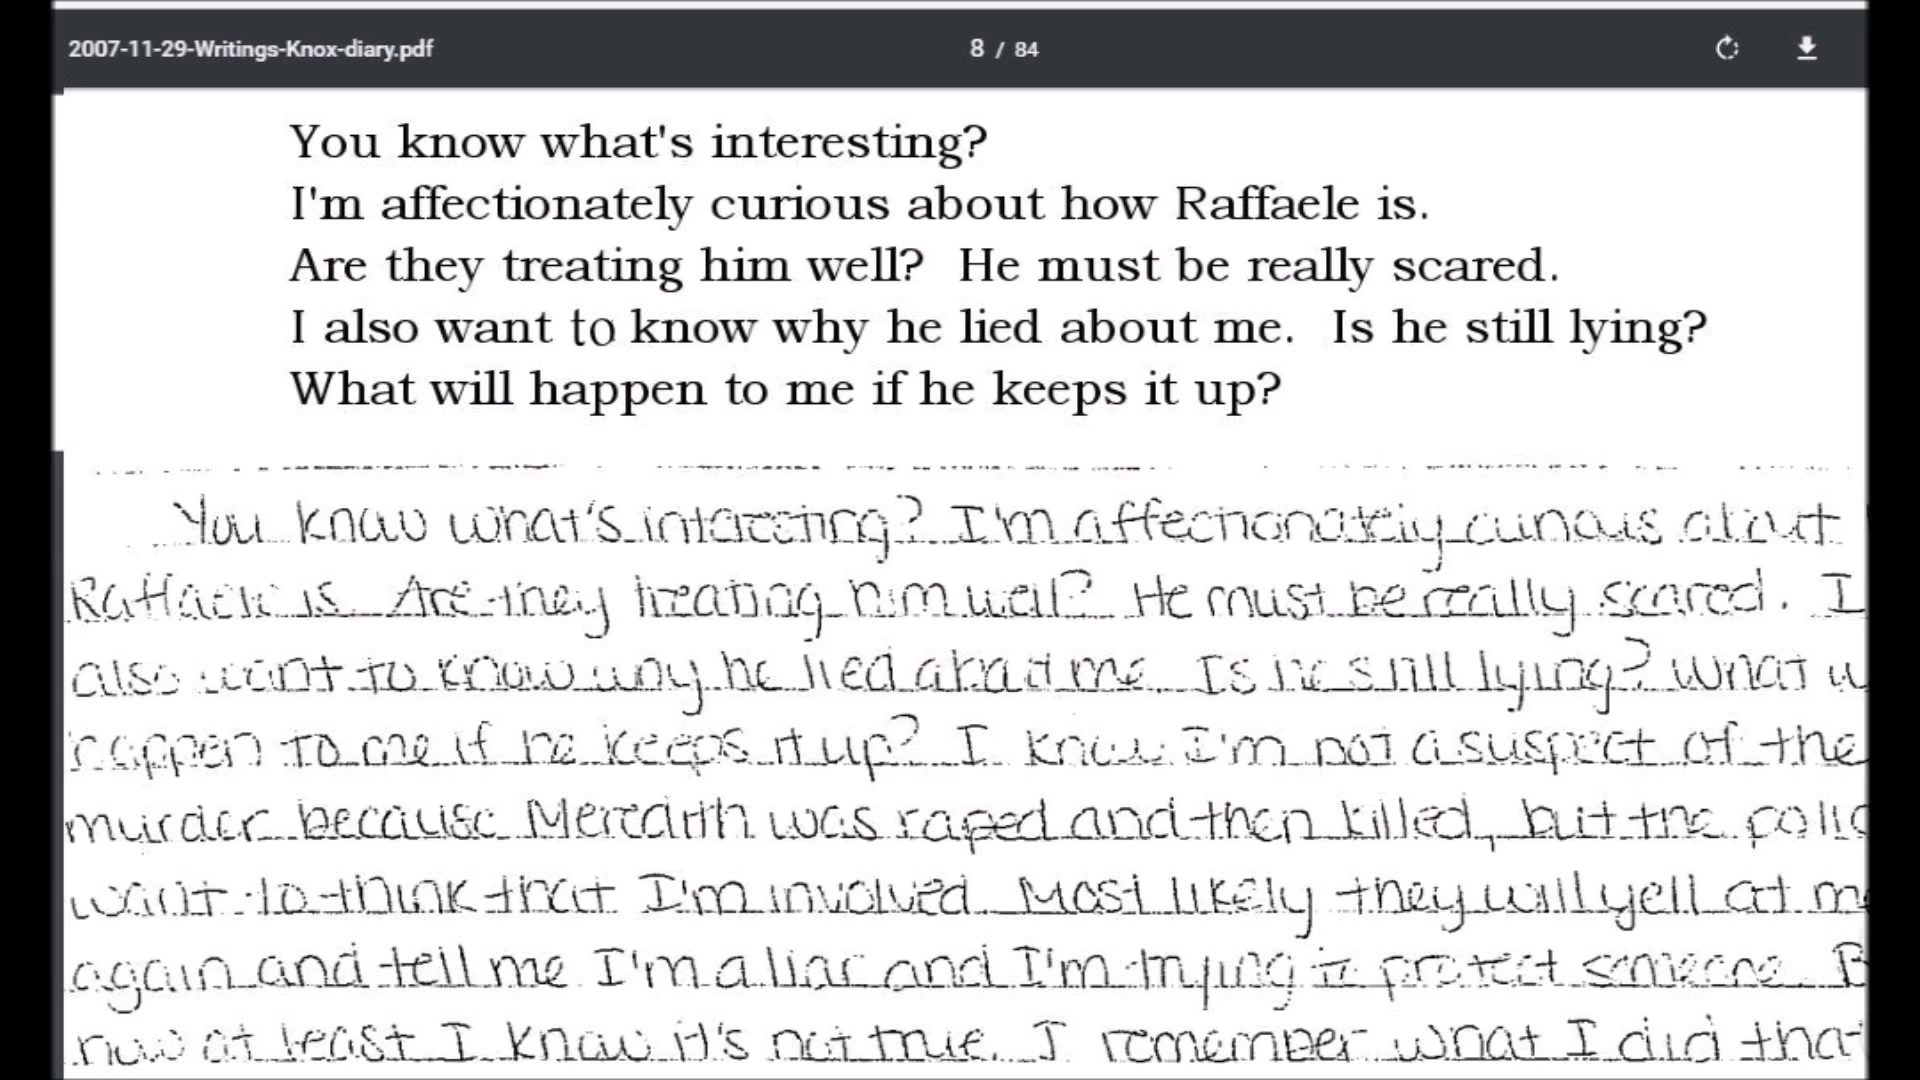 2007-11-29-Writings-Knox-diary.pdf 8 / 84
You know what's interesting?
I'm affectionately curious about how Raffaele is.
Are they treating him well? He must be really scared.
I also want to know why he lied about me. Is he still lying?
What will happen to me if he keeps it up?
You know what's interesting? I'm affectionately curious about
Raffaele is. Are they treating him well? He must be really scared. I
also want to know why he lied about me. Is he still lying? What w
happen to me if he keeps it up? I know I'm not a suspect of the
murder because Meredith was raped and then killed, but the polic
want to think that I'm involved. Most likely they will yell at me
again and tell me I'm a liar and I'm trying to protect someone. B
now at least I know it's not true. I remember what I did that